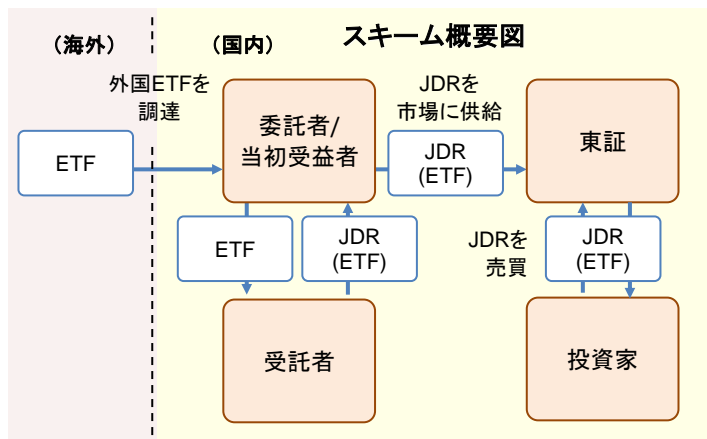 （海外）
（国内）
スキーム概要図
外国ETFを
調達
JDRを
市場に供給
ETF
委託者/
当初受益者
JDR
(ETF)
東証
ETF
JDR
(ETF)
JDRを
売買
JDR
(ETF)
受託者
投資家